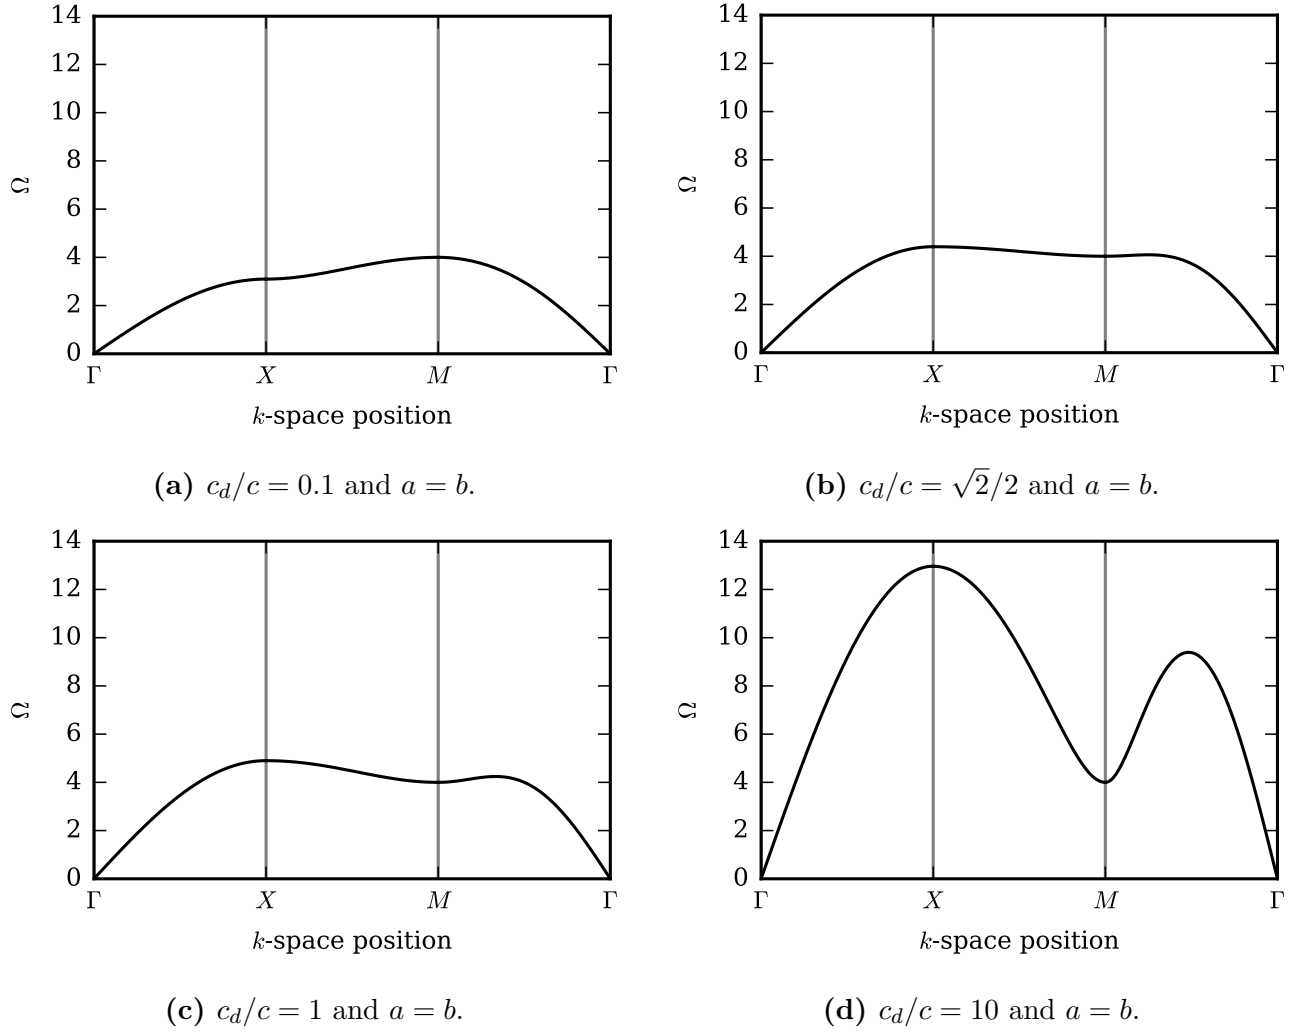 14
12
10
8
6
4
2
0
Ω
Γ X M Γ
k-space position
(a) c_d/c = 0.1 and a = b.
14
12
10
8
6
4
2
0
Ω
Γ X M Γ
k-space position
(b) c_d/c = √2/2 and a = b.
14
12
10
8
6
4
2
0
Ω
Γ X M Γ
k-space position
(c) c_d/c = 1 and a = b.
14
12
10
8
6
4
2
0
Ω
Γ X M Γ
k-space position
(d) c_d/c = 10 and a = b.